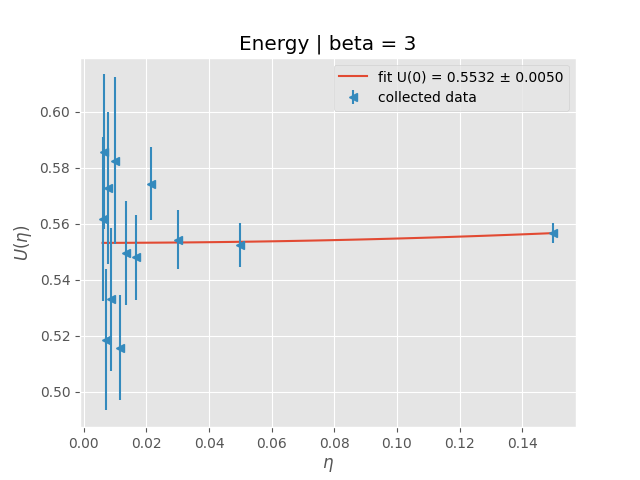 Energy | beta = 3
fit U(0) = 0.5532 ± 0.0050
collected data
0.60
0.58
0.56
0.54
0.52
0.50
U(η)
0.00 0.02 0.04 0.06 0.08 0.10 0.12 0.14
η